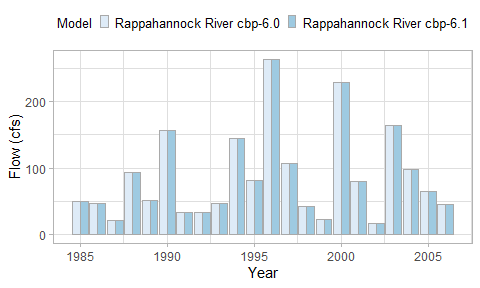 Model Rappahannock River cbp-6.0 Rappahannock River cbp-6.1
200
100
0
Flow (cfs)
1985 1990 1995 2000 2005
Year